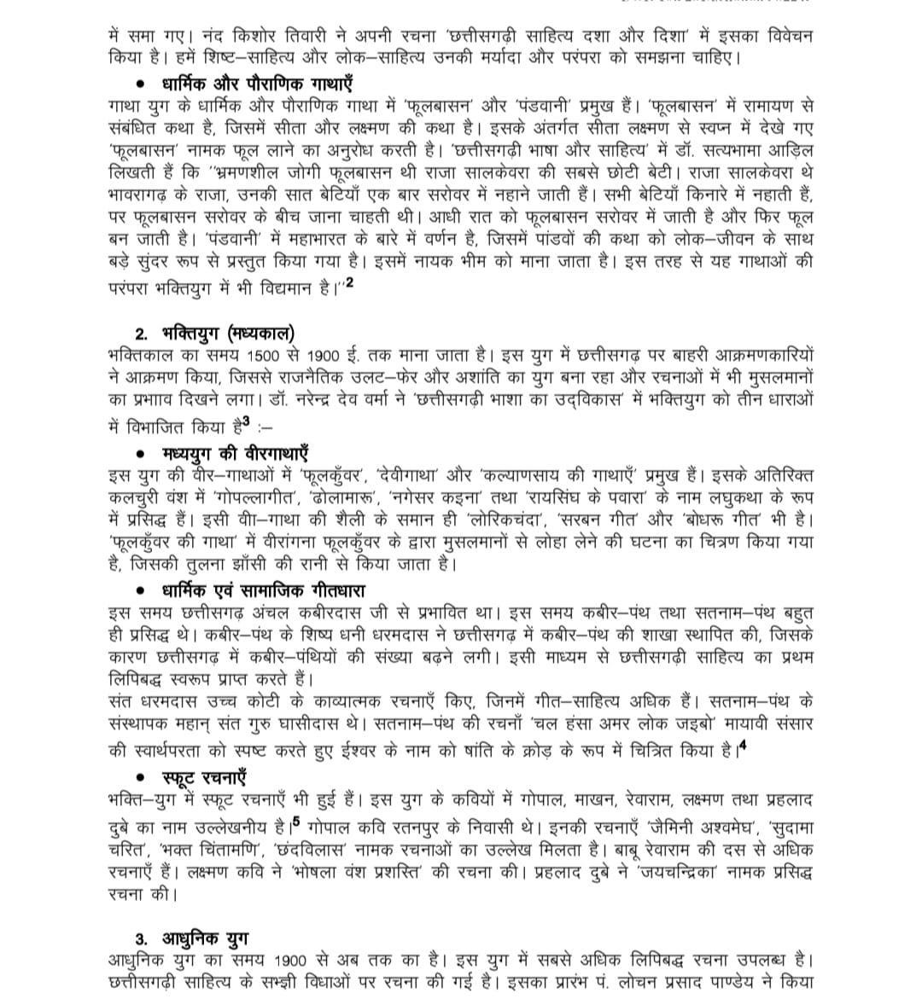 में समा गए। नंद किशोर तिवारी ने अपनी रचना 'छत्तीसगढ़ी साहित्य दशा और दिशा' में इसका विवेचन
किया है। हमें शिष्ट–साहित्य और लोक–साहित्य उनकी मर्यादा और परंपरा को समझना चाहिए।
• धार्मिक और पौराणिक गाथाएँ
गाथा युग के धार्मिक और पौराणिक गाथा में 'फूलबासन' और 'पंडवानी' प्रमुख हैं। 'फूलबासन' में रामायण से
संबंधित कथा है, जिसमें सीता और लक्ष्मण की कथा है। इसके अंतर्गत सीता लक्ष्मण से स्वप्न में देखे गए
'फूलबासन' नामक फूल लाने का अनुरोध करती है। 'छत्तीसगढ़ी भाषा और साहित्य' में डॉ. सत्यभामा आड़िल
लिखती हैं कि "भ्रमणशील जोगी फूलबासन थी राजा सालकेवरा की सबसे छोटी बेटी। राजा सालकेवरा थे
भावरागढ़ के राजा, उनकी सात बेटियाँ एक बार सरोवर में नहाने जाती हैं। सभी बेटियाँ किनारे में नहाती हैं,
पर फूलबासन सरोवर के बीच जाना चाहती थी। आधी रात को फूलबासन सरोवर में जाती है और फिर फूल
बन जाती है। 'पंडवानी' में महाभारत के बारे में वर्णन है, जिसमें पांडवों की कथा को लोक–जीवन के साथ
बड़े सुंदर रूप से प्रस्तुत किया गया है। इसमें नायक भीम को माना जाता है। इस तरह से यह गाथाओं की
परंपरा भक्तियुग में भी विद्यमान है।"2
2. भक्तियुग (मध्यकाल)
भक्तिकाल का समय 1500 से 1900 ई. तक माना जाता है। इस युग में छत्तीसगढ़ पर बाहरी आक्रमणकारियों
ने आक्रमण किया, जिससे राजनैतिक उलट–फेर और अशांति का युग बना रहा और रचनाओं में भी मुसलमानों
का प्रभााव दिखने लगा। डॉ. नरेन्द्र देव वर्मा ने 'छत्तीसगढ़ी भाशा का उद्विकास' में भक्तियुग को तीन धाराओं
में विभाजित किया है3 :–
• मध्ययुग की वीरगाथाएँ
इस युग की वीर–गाथाओं में 'फूलकुँवर', 'देवीगाथा' और 'कल्याणसाय की गाथाएँ' प्रमुख हैं। इसके अतिरिक्त
कलचुरी वंश में 'गोपल्लागीत', 'ढोलामारू', 'नगेसर कइना' तथा 'रायसिंघ के पवारा' के नाम लघुकथा के रूप
में प्रसिद्ध हैं। इसी वीा–गाथा की शैली के समान ही 'लोरिकचंदा', 'सरबन गीत' और 'बोधरू गीत' भी है।
'फूलकुँवर की गाथा' में वीरांगना फूलकुँवर के द्वारा मुसलमानों से लोहा लेने की घटना का चित्रण किया गया
है, जिसकी तुलना झाँसी की रानी से किया जाता है।
• धार्मिक एवं सामाजिक गीतधारा
इस समय छत्तीसगढ़ अंचल कबीरदास जी से प्रभावित था। इस समय कबीर–पंथ तथा सतनाम–पंथ बहुत
ही प्रसिद्ध थे। कबीर–पंथ के शिष्य धनी धरमदास ने छत्तीसगढ़ में कबीर–पंथ की शाखा स्थापित की, जिसके
कारण छत्तीसगढ़ में कबीर–पंथियों की संख्या बढ़ने लगी। इसी माध्यम से छत्तीसगढ़ी साहित्य का प्रथम
लिपिबद्ध स्वरूप प्राप्त करते हैं।
संत धरमदास उच्च कोटी के काव्यात्मक रचनाएँ किए, जिनमें गीत–साहित्य अधिक हैं। सतनाम–पंथ के
संस्थापक महान् संत गुरु घासीदास थे। सतनाम–पंथ की रचनाँ 'चल हंसा अमर लोक जइबो' मायावी संसार
की स्वार्थपरता को स्पष्ट करते हुए ईश्वर के नाम को षांति के क्रोड़ के रूप में चित्रित किया है।4
• स्फूट रचनाएँ
भक्ति–युग में स्फूट रचनाएँ भी हुई हैं। इस युग के कवियों में गोपाल, माखन, रेवाराम, लक्ष्मण तथा प्रहलाद
दुबे का नाम उल्लेखनीय है।5 गोपाल कवि रतनपुर के निवासी थे। इनकी रचनाएँ 'जैमिनी अश्वमेघ', 'सुदामा
चरित', 'भक्त चिंतामणि', 'छंदविलास' नामक रचनाओं का उल्लेख मिलता है। बाबू रेवाराम की दस से अधिक
रचनाएँ हैं। लक्ष्मण कवि ने 'भोषला वंश प्रशस्ति' की रचना की। प्रहलाद दुबे ने 'जयचन्द्रिका' नामक प्रसिद्ध
रचना की।
3. आधुनिक युग
आधुनिक युग का समय 1900 से अब तक का है। इस युग में सबसे अधिक लिपिबद्ध रचना उपलब्ध है।
छत्तीसगढ़ी साहित्य के सभ्ज्ञी विधाओं पर रचना की गई है। इसका प्रारंभ पं. लोचन प्रसाद पाण्डेय ने किया